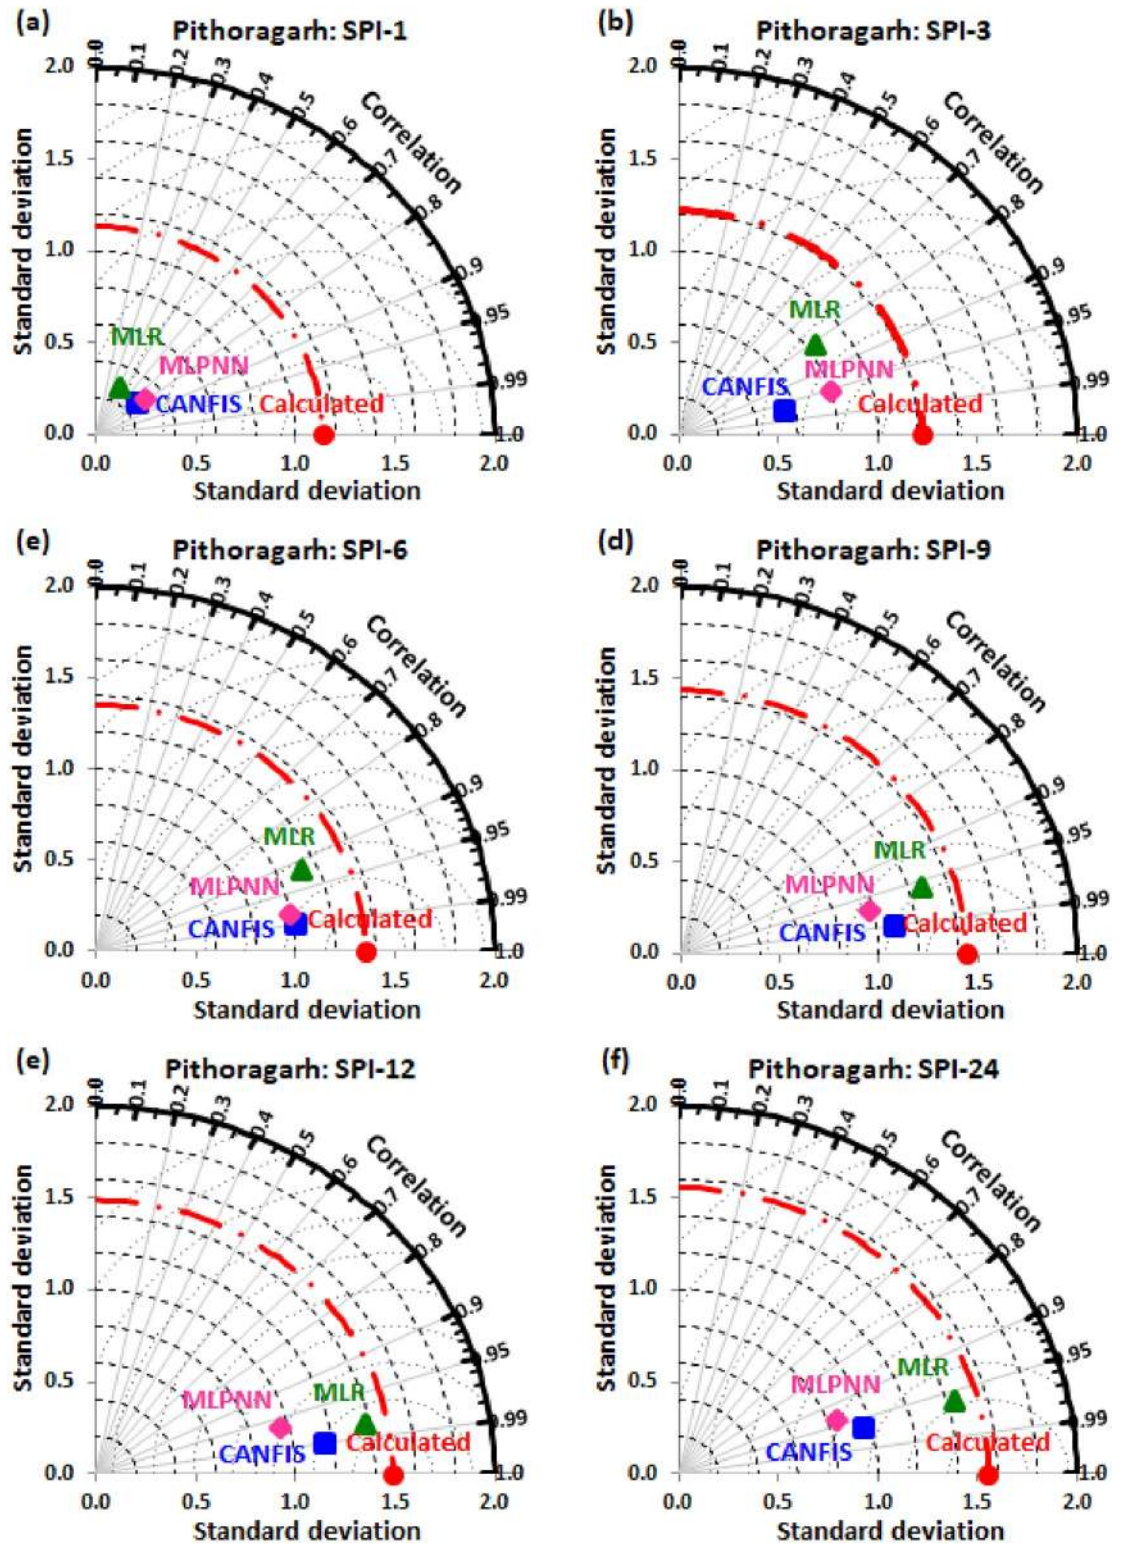 (a)
Pithoragarh: SPI-1
2.0
1.5
1.0
0.5
0.0
Standard deviation
0.0
0.1
0.2
0.3
0.4
0.5
0.6
0.7
0.8
0.9
0.95
0.99
1.0
Correlation
MLR
MLPNN
CANFIS
Calculated
0.0 0.5 1.0 1.5 2.0
Standard deviation
(b)
Pithoragarh: SPI-3
2.0
1.5
1.0
0.5
0.0
Standard deviation
0.0
0.1
0.2
0.3
0.4
0.5
0.6
0.7
0.8
0.9
0.95
0.99
1.0
Correlation
MLR
MLPNN
CANFIS
Calculated
0.0 0.5 1.0 1.5 2.0
Standard deviation
(e)
Pithoragarh: SPI-6
2.0
1.5
1.0
0.5
0.0
Standard deviation
0.0
0.1
0.2
0.3
0.4
0.5
0.6
0.7
0.8
0.9
0.95
0.99
1.0
Correlation
MLR
MLPNN
CANFIS
Calculated
0.0 0.5 1.0 1.5 2.0
Standard deviation
(d)
Pithoragarh: SPI-9
2.0
1.5
1.0
0.5
0.0
Standard deviation
0.0
0.1
0.2
0.3
0.4
0.5
0.6
0.7
0.8
0.9
0.95
0.99
1.0
Correlation
MLR
MLPNN
CANFIS
Calculated
0.0 0.5 1.0 1.5 2.0
Standard deviation
(e)
Pithoragarh: SPI-12
2.0
1.5
1.0
0.5
0.0
Standard deviation
0.0
0.1
0.2
0.3
0.4
0.5
0.6
0.7
0.8
0.9
0.95
0.99
1.0
Correlation
MLR
MLPNN
CANFIS
Calculated
0.0 0.5 1.0 1.5 2.0
Standard deviation
(f)
Pithoragarh: SPI-24
2.0
1.5
1.0
0.5
0.0
Standard deviation
0.0
0.1
0.2
0.3
0.4
0.5
0.6
0.7
0.8
0.9
0.95
0.99
1.0
Correlation
MLR
MLPNN
CANFIS
Calculated
0.0 0.5 1.0 1.5 2.0
Standard deviation